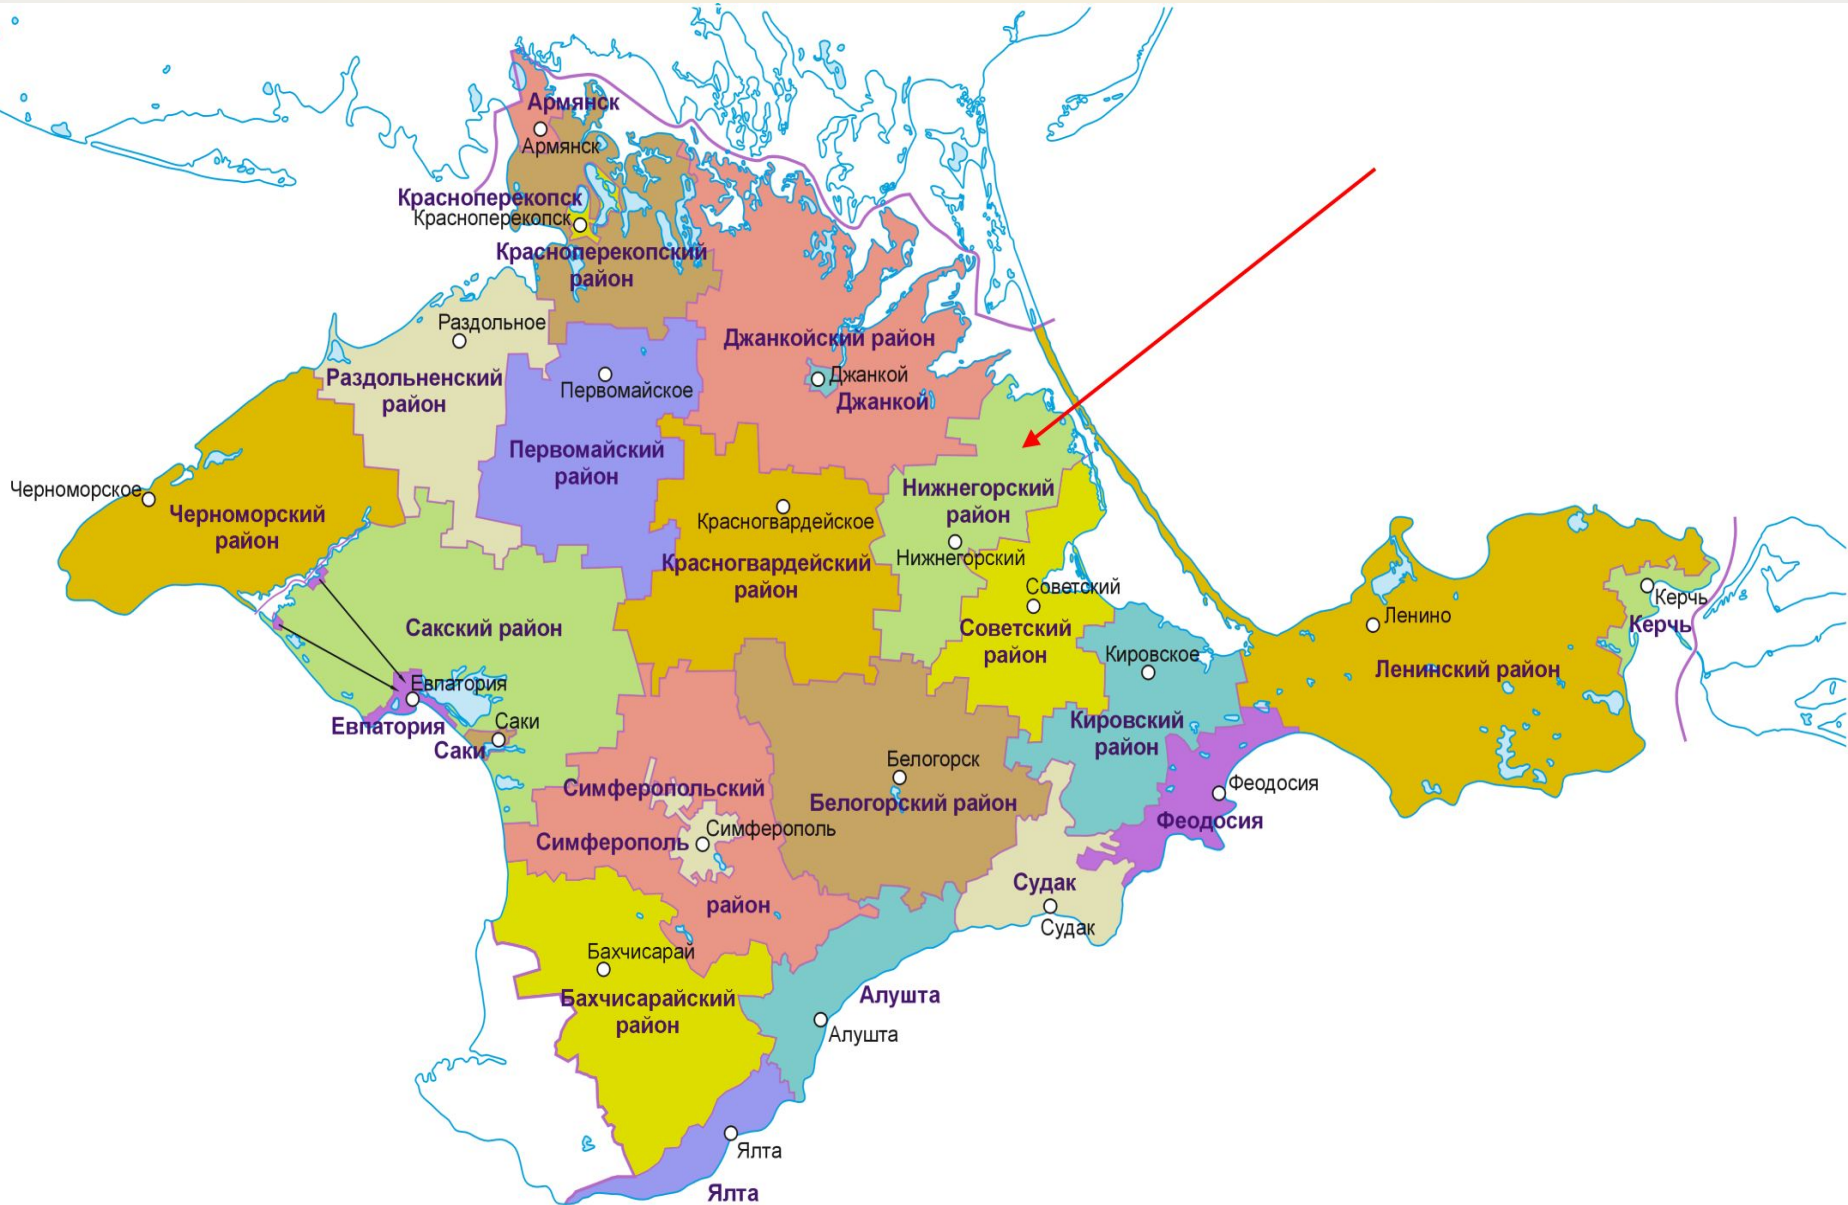 Армянск
Армянск
Красноперекопск
Красноперекопск
Красноперекопский
район
Раздольное
Джанкойский район
Раздольненский
район
Джанкой
Джанкой
Первомайское
Первомайский
район
Черноморское
Черноморский
район
Красногвардейское
Красногвардейский
район
Нижнегорский
район
Нижнегорский
Советский
Советский
район
Сакский район
Кировское
Кировский
район
Ленино
Ленинский район
Керчь
Керчь
Евпатория
Евпатория
Саки
Саки
Белогорск
Белогорский район
Симферопольский
Симферополь
Симферополь
район
Феодосия
Феодосия
Судак
Судак
Бахчисарай
Бахчисарайский
район
Алушта
Алушта
Ялта
Ялта